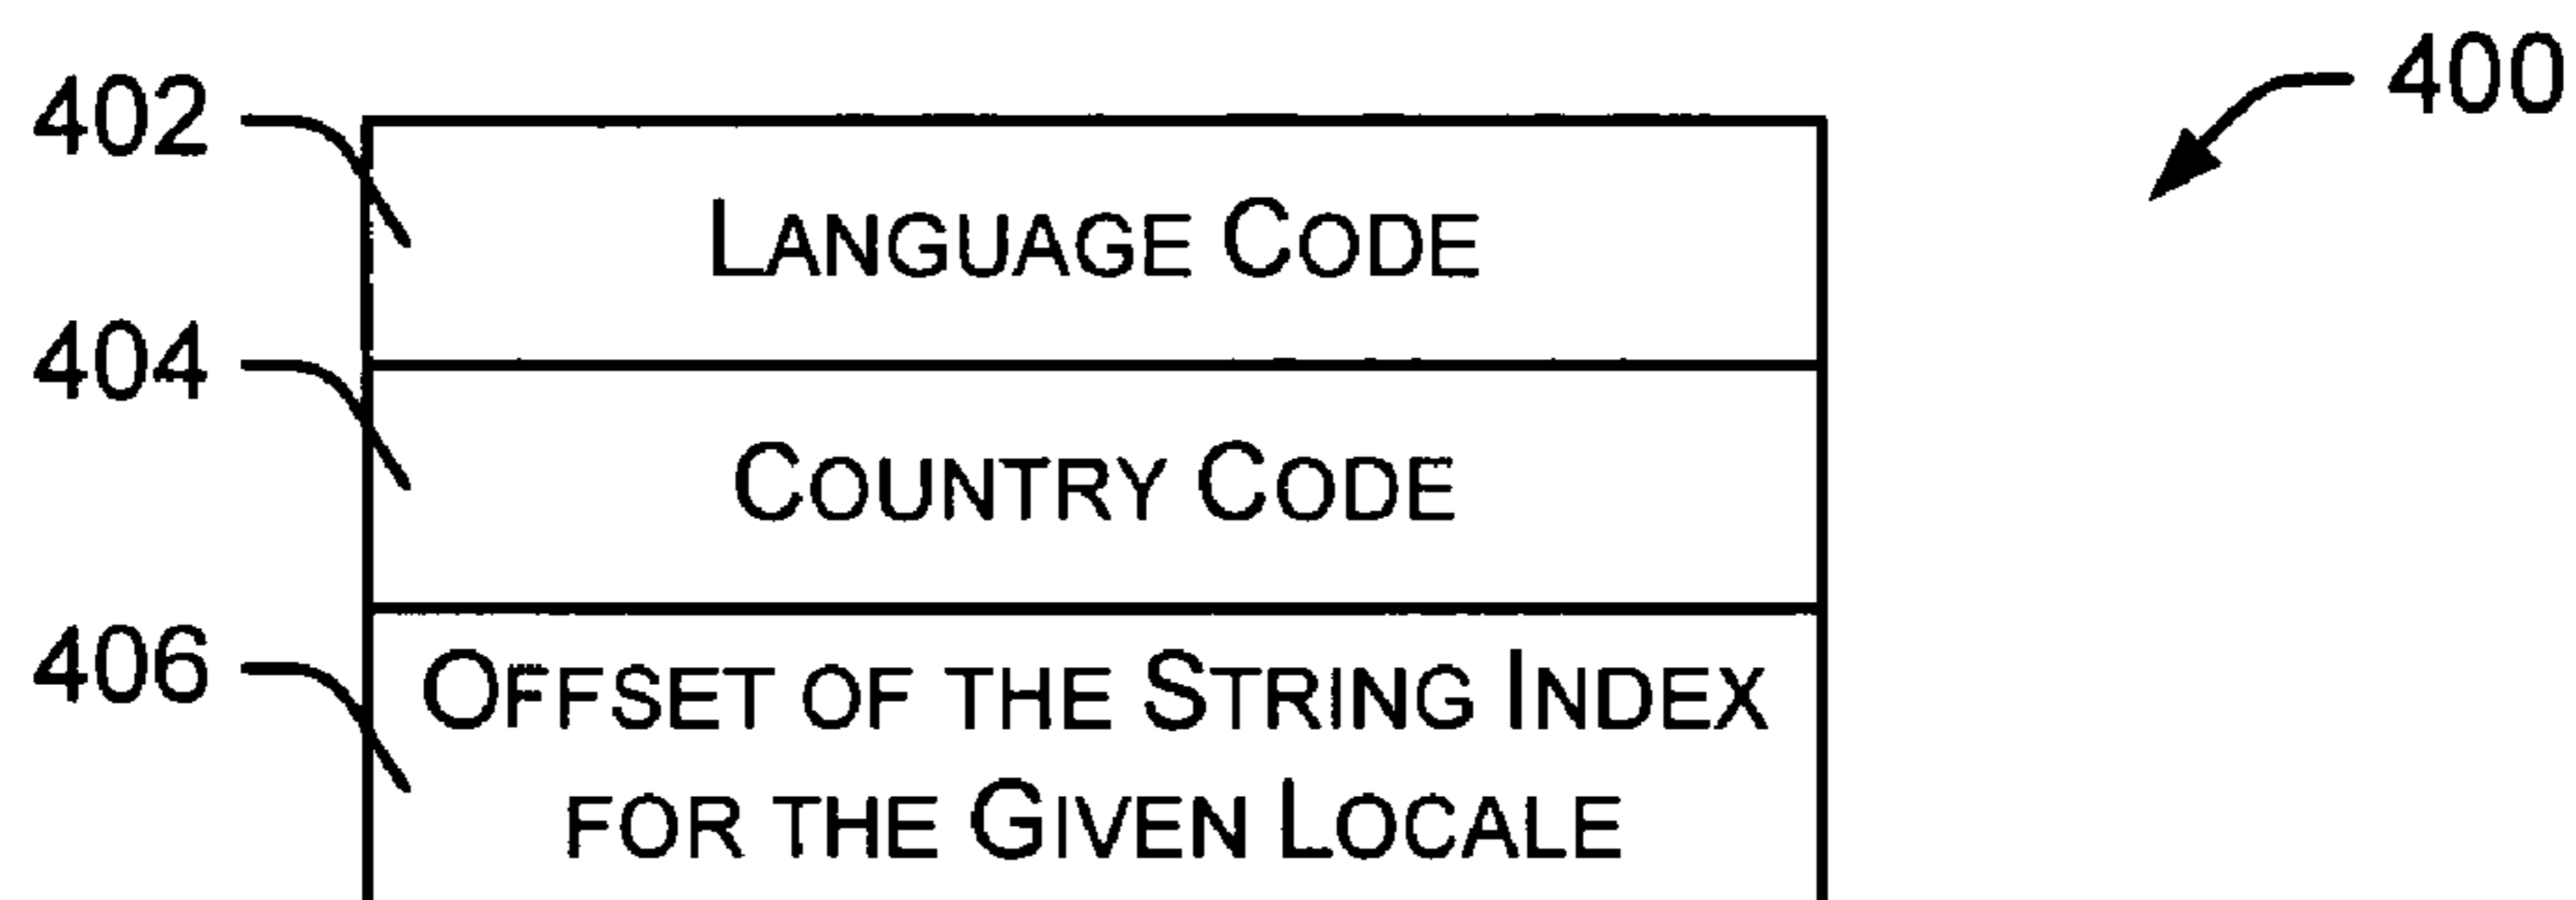 400
402
LANGUAGE CODE
404
COUNTRY CODE
406
OFFSET OF THE STRING INDEX
FOR THE GIVEN LOCALE